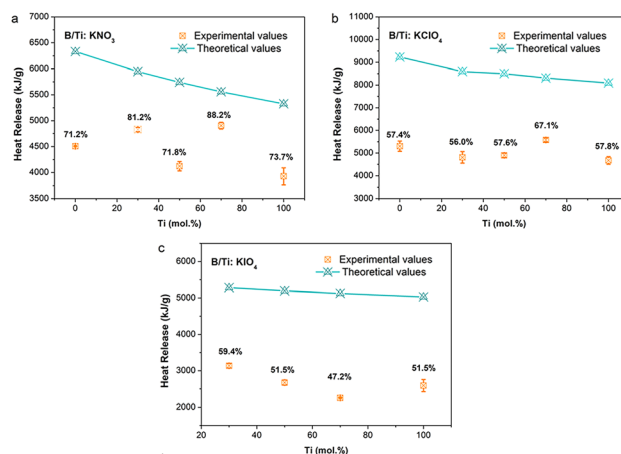 a
B/Ti: KNO3
Experimental values
Theoretical values
Heat Release (kJ/g)
7000
6500
6000
5500
5000
4500
4000
3500
71.2%
81.2%
71.8%
88.2%
73.7%
0 20 40 60 80 100
Ti (mol.%)
b
B/Ti: KClO4
Experimental values
Theoretical values
Heat Release (kJ/g)
11000
10000
9000
8000
7000
6000
5000
4000
3000
57.4%
56.0%
57.6%
67.1%
57.8%
0 20 40 60 80 100
Ti (mol.%)
c
B/Ti: KIO4
Experimental values
Theoretical values
Heat Release (kJ/g)
6000
5000
4000
3000
2000
59.4%
51.5%
47.2%
51.5%
20 40 60 80 100
Ti (mol.%)